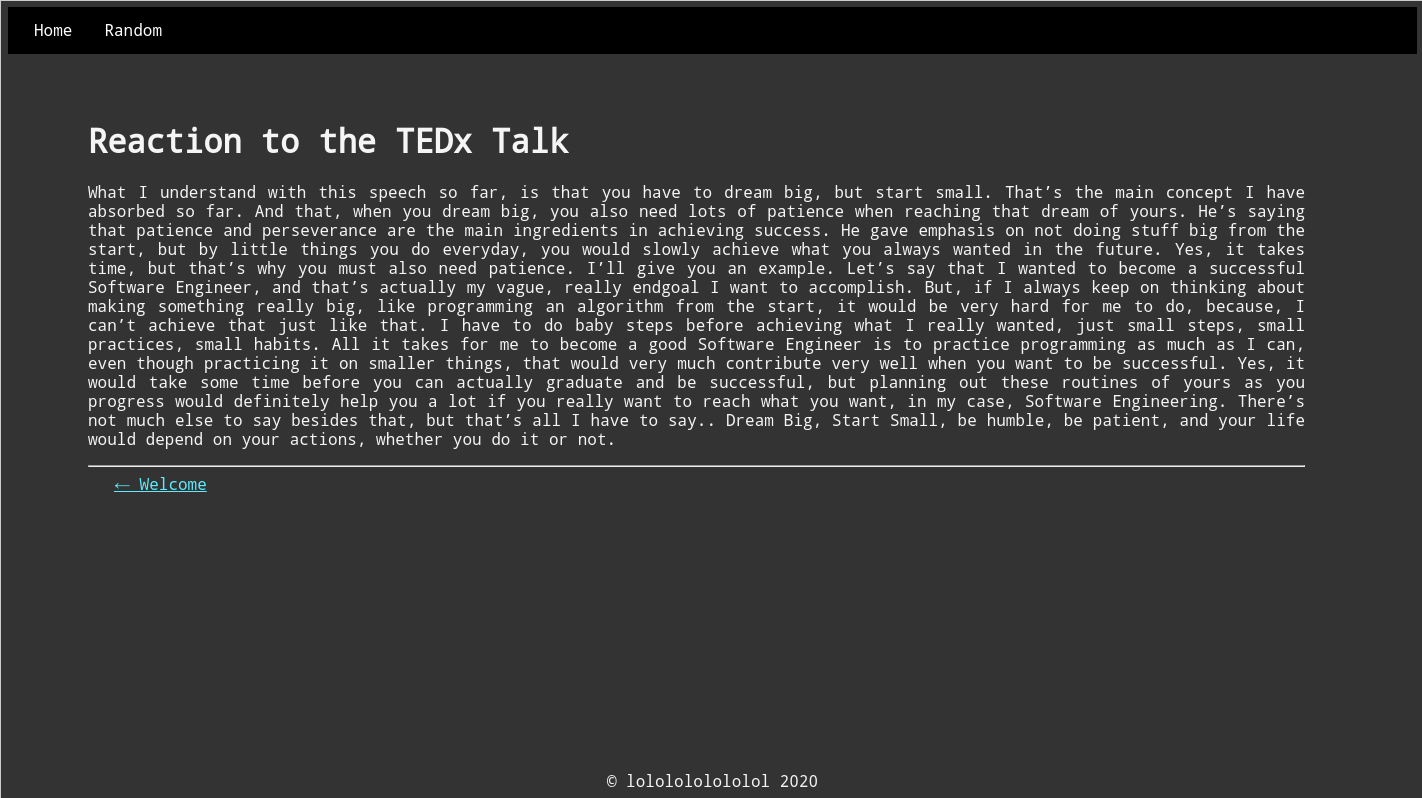 Home Random
Reaction to the TEDx Talk
What I understand with this speech so far, is that you have to dream big, but start small. That’s the main concept I have
absorbed so far. And that, when you dream big, you also need lots of patience when reaching that dream of yours. He’s saying
that patience and perseverance are the main ingredients in achieving success. He gave emphasis on not doing stuff big from the
start, but by little things you do everyday, you would slowly achieve what you always wanted in the future. Yes, it takes
time, but that’s why you must also need patience. I’ll give you an example. Let’s say that I wanted to become a successful
Software Engineer, and that’s actually my vague, really endgoal I want to accomplish. But, if I always keep on thinking about
making something really big, like programming an algorithm from the start, it would be very hard for me to do, because, I
can’t achieve that just like that. I have to do baby steps before achieving what I really wanted, just small steps, small
practices, small habits. All it takes for me to become a good Software Engineer is to practice programming as much as I can,
even though practicing it on smaller things, that would very much contribute very well when you want to be successful. Yes, it
would take some time before you can actually graduate and be successful, but planning out these routines of yours as you
progress would definitely help you a lot if you really want to reach what you want, in my case, Software Engineering. There’s
not much else to say besides that, but that’s all I have to say.. Dream Big, Start Small, be humble, be patient, and your life
would depend on your actions, whether you do it or not.
← Welcome
© lolololololol 2020